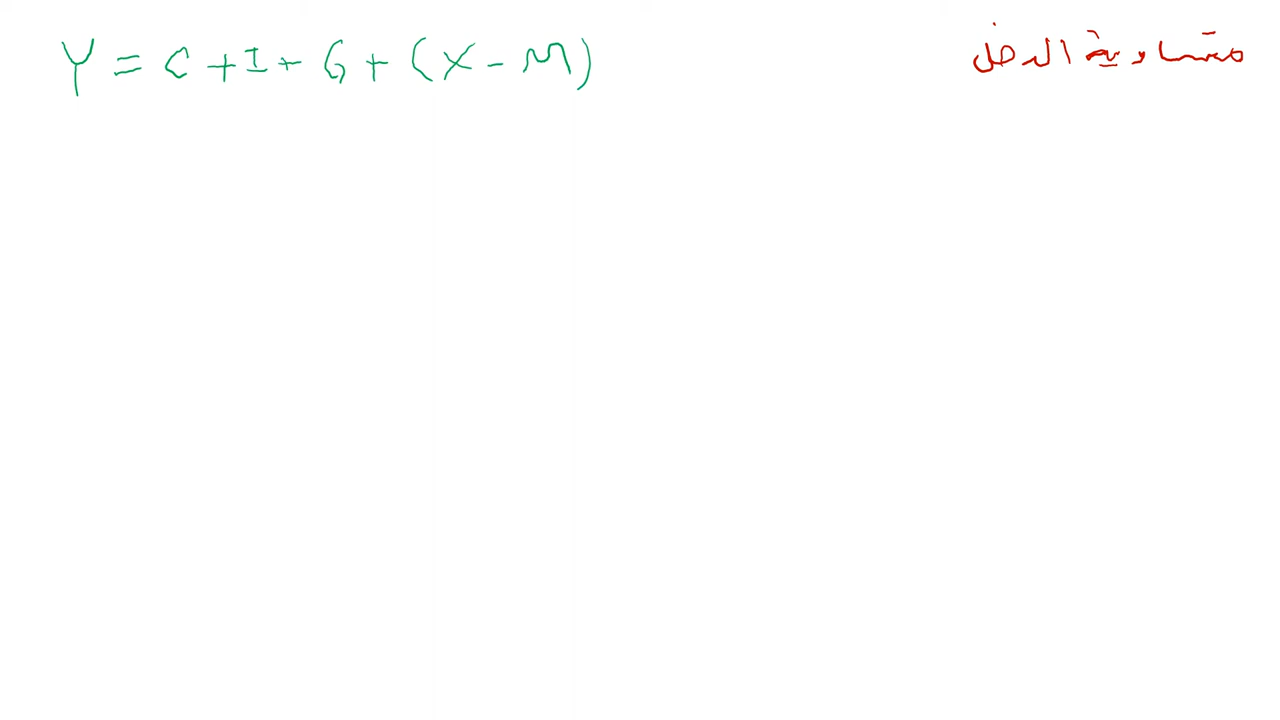 متساوية الدخل
Y = C + I + G + (X - M)